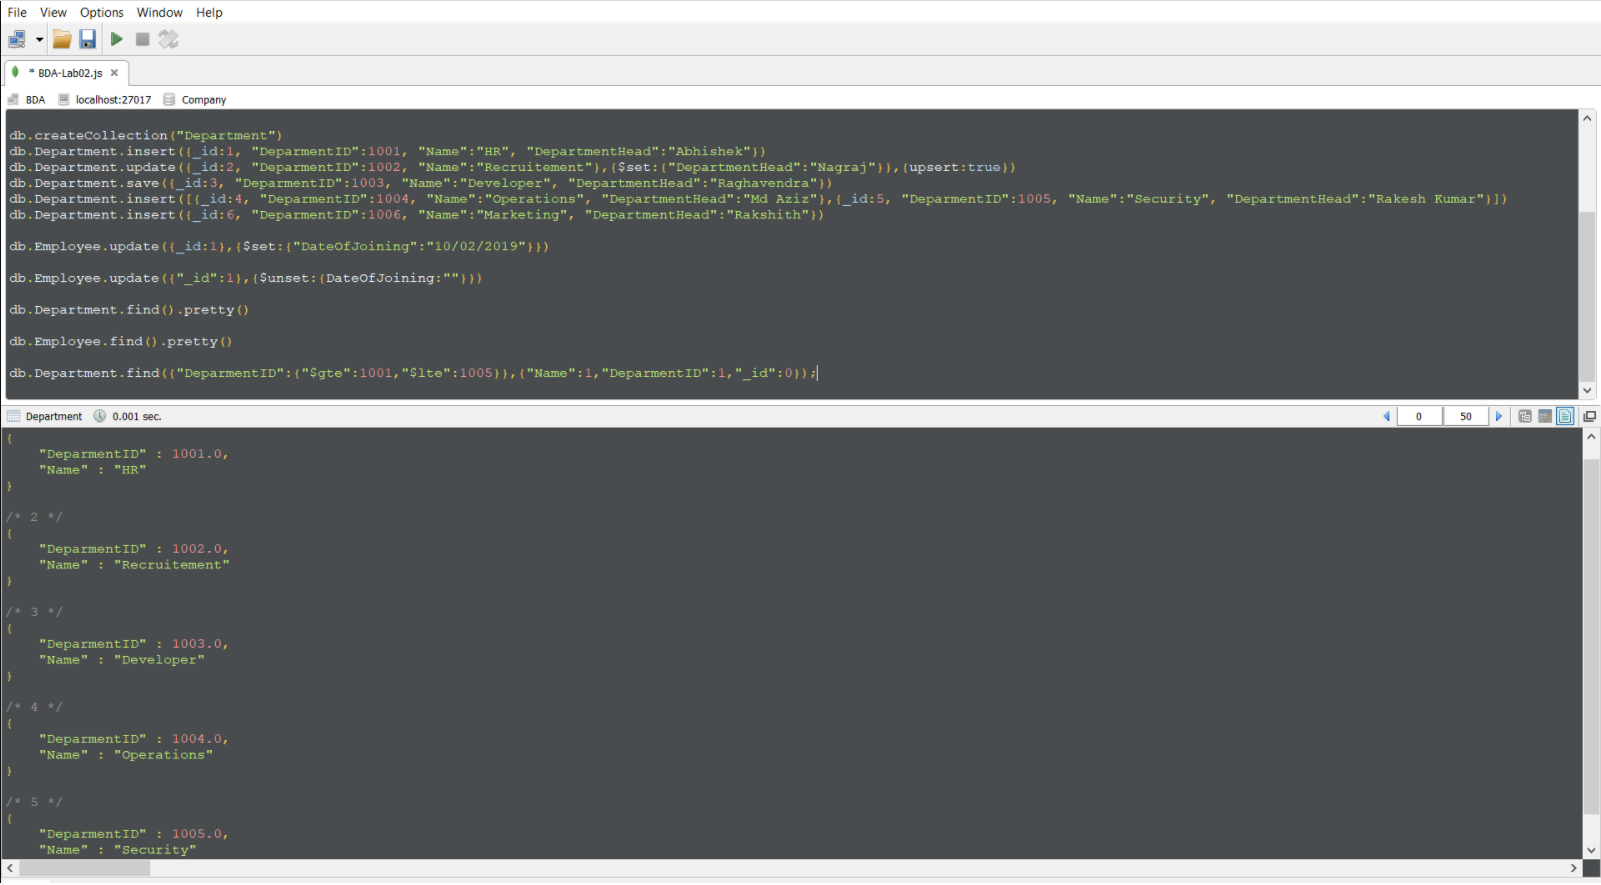 File View Options Window Help
* BDA-Lab02.js
BDA localhost:27017 Company
db.createCollection("Department")
db.Department.insert({_id:1, "DeparmentID":1001, "Name":"HR", "DepartmentHead":"Abhishek"})
db.Department.update({_id:2, "DeparmentID":1002, "Name":"Recruitement"},{$set:{"DepartmentHead":"Nagraj"}},{upsert:true})
db.Department.save({_id:3, "DeparmentID":1003, "Name":"Developer", "DepartmentHead":"Raghavendra"})
db.Department.insert([{_id:4, "DeparmentID":1004, "Name":"Operations", "DepartmentHead":"Md Aziz"},{_id:5, "DeparmentID":1005, "Name":"Security", "DepartmentHead":"Rakesh Kumar"}])
db.Department.insert({_id:6, "DeparmentID":1006, "Name":"Marketing", "DepartmentHead":"Rakshith"})
db.Employee.update({_id:1},{$set:{"DateOfJoining":"10/02/2019"}})
db.Employee.update({"_id":1},{$unset:{DateOfJoining:""}})
db.Department.find().pretty()
db.Employee.find().pretty()
db.Department.find({"DeparmentID":{"$gte":1001,"$lte":1005}},{"Name":1,"DeparmentID":1,"_id":0});
Department 0.001 sec. 0 50
{
"DeparmentID" : 1001.0,
"Name" : "HR"
}
/* 2 */
{
"DeparmentID" : 1002.0,
"Name" : "Recruitement"
}
/* 3 */
{
"DeparmentID" : 1003.0,
"Name" : "Developer"
}
/* 4 */
{
"DeparmentID" : 1004.0,
"Name" : "Operations"
}
/* 5 */
{
"DeparmentID" : 1005.0,
"Name" : "Security"